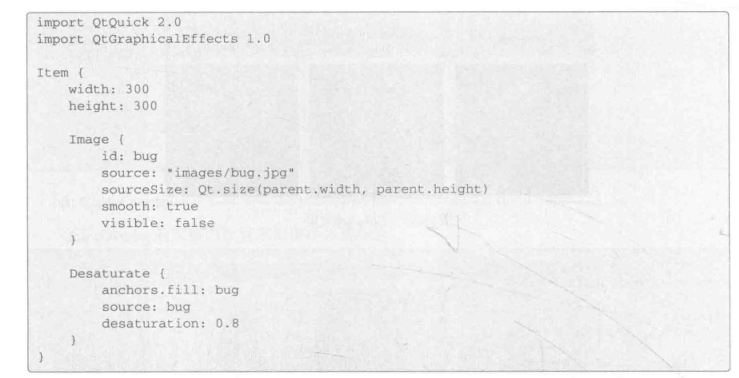 import QtQuick 2.0
import QtGraphicalEffects 1.0

Item {
    width: 300
    height: 300

    Image {
        id: bug
        source: "images/bug.jpg"
        sourceSize: Qt.size(parent.width, parent.height)
        smooth: true
        visible: false
    }

    Desaturate {
        anchors.fill: bug
        source: bug
        desaturation: 0.8
    }
}